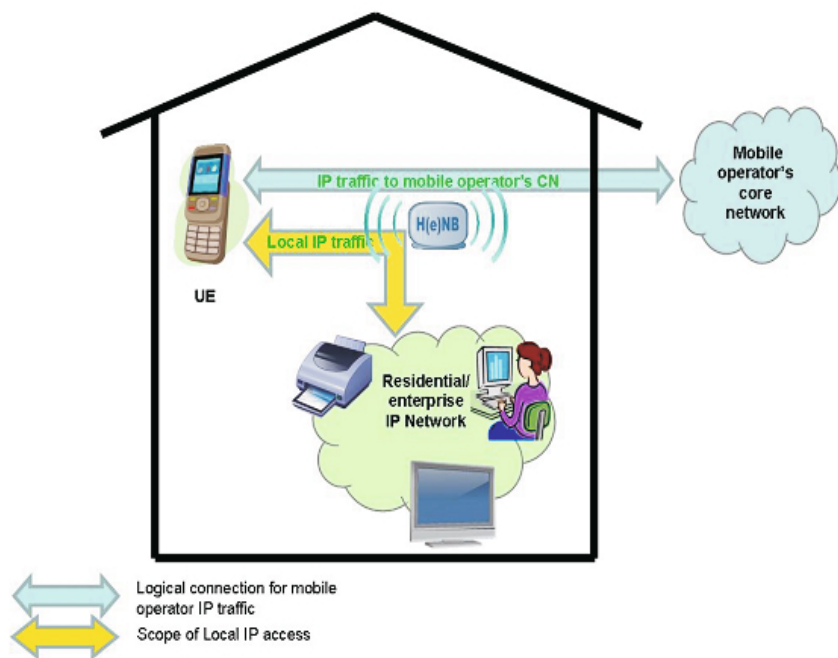 Mobile
operator's
core
network
IP traffic to mobile operator's CN
H(e)NB
Local IP traffic
UE
Residential/
enterprise
IP Network
Logical connection for mobile
operator IP traffic
Scope of Local IP access